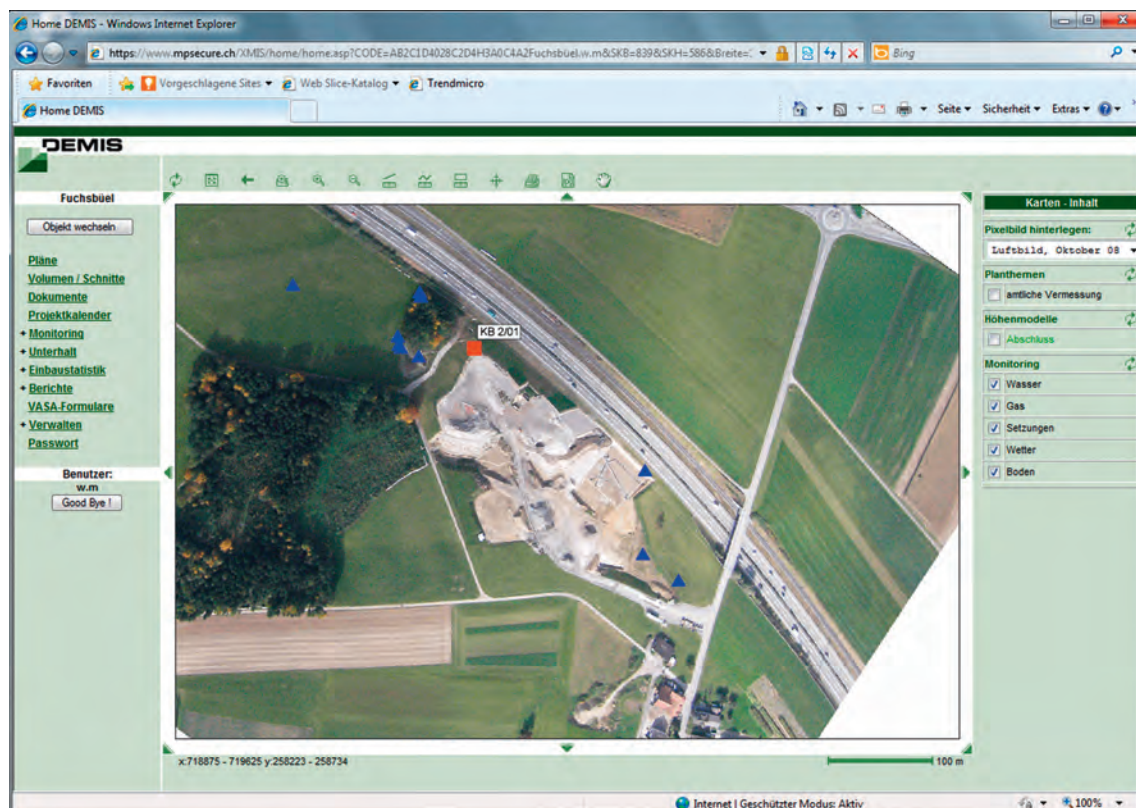 Home DEMIS - Windows Internet Explorer
https://www.mpsecure.ch/XMIS/home/home.asp?CODE=AB2C1D4028C2D4H3A0C4A2Fuchsbüel.w.m&SKB=839&SKH=586&Breite=
Bing
Favoriten
Vorgeschlagene Sites
Web Slice-Katalog
Trendmicro
Home DEMIS
Seite
Sicherheit
Extras
DEMIS
Fuchsbüel
Objekt wechseln
Pläne
Volumen / Schnitte
Dokumente
Projektkalender
+ Monitoring
+ Unterhalt
+ Einbaustatistik
+ Berichte
VASA-Formulare
+ Verwalten
Passwort
Benutzer:
w.m
Good Bye !
KB 2/01
x:718875 - 719625 y:258223 - 258734
100 m
Karten - Inhalt
Pixelbild hinterlegen:
Luftbild, Oktober 08
Planthemen
amtliche Vermessung
Höhenmodelle
Abschluss
Monitoring
Wasser
Gas
Setzungen
Wetter
Boden
Internet | Geschützter Modus: Aktiv
100%